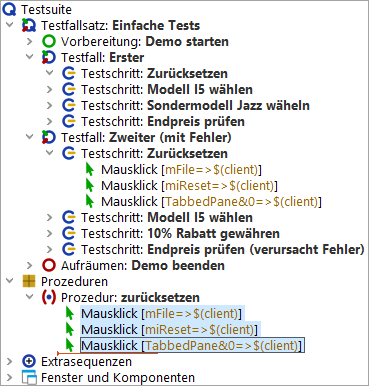 Testsuite
Testfallsatz: Einfache Tests
Vorbereitung: Demo starten
Testfall: Erster
Testschritt: Zurücksetzen
Testschritt: Modell I5 wählen
Testschritt: Sondermodell Jazz wäheln
Testschritt: Endpreis prüfen
Testfall: Zweiter (mit Fehler)
Testschritt: Zurücksetzen
Mausklick [mFile=>$(client)]
Mausklick [miReset=>$(client)]
Mausklick [TabbedPane&0=>$(client)]
Testschritt: Modell I5 wählen
Testschritt: 10% Rabatt gewähren
Testschritt: Endpreis prüfen (verursacht Fehler)
Aufräumen: Demo beenden
Prozeduren
Prozedur: zurücksetzen
Mausklick [mFile=>$(client)]
Mausklick [miReset=>$(client)]
Mausklick [TabbedPane&0=>$(client)]
Extrasequenzen
Fenster und Komponenten